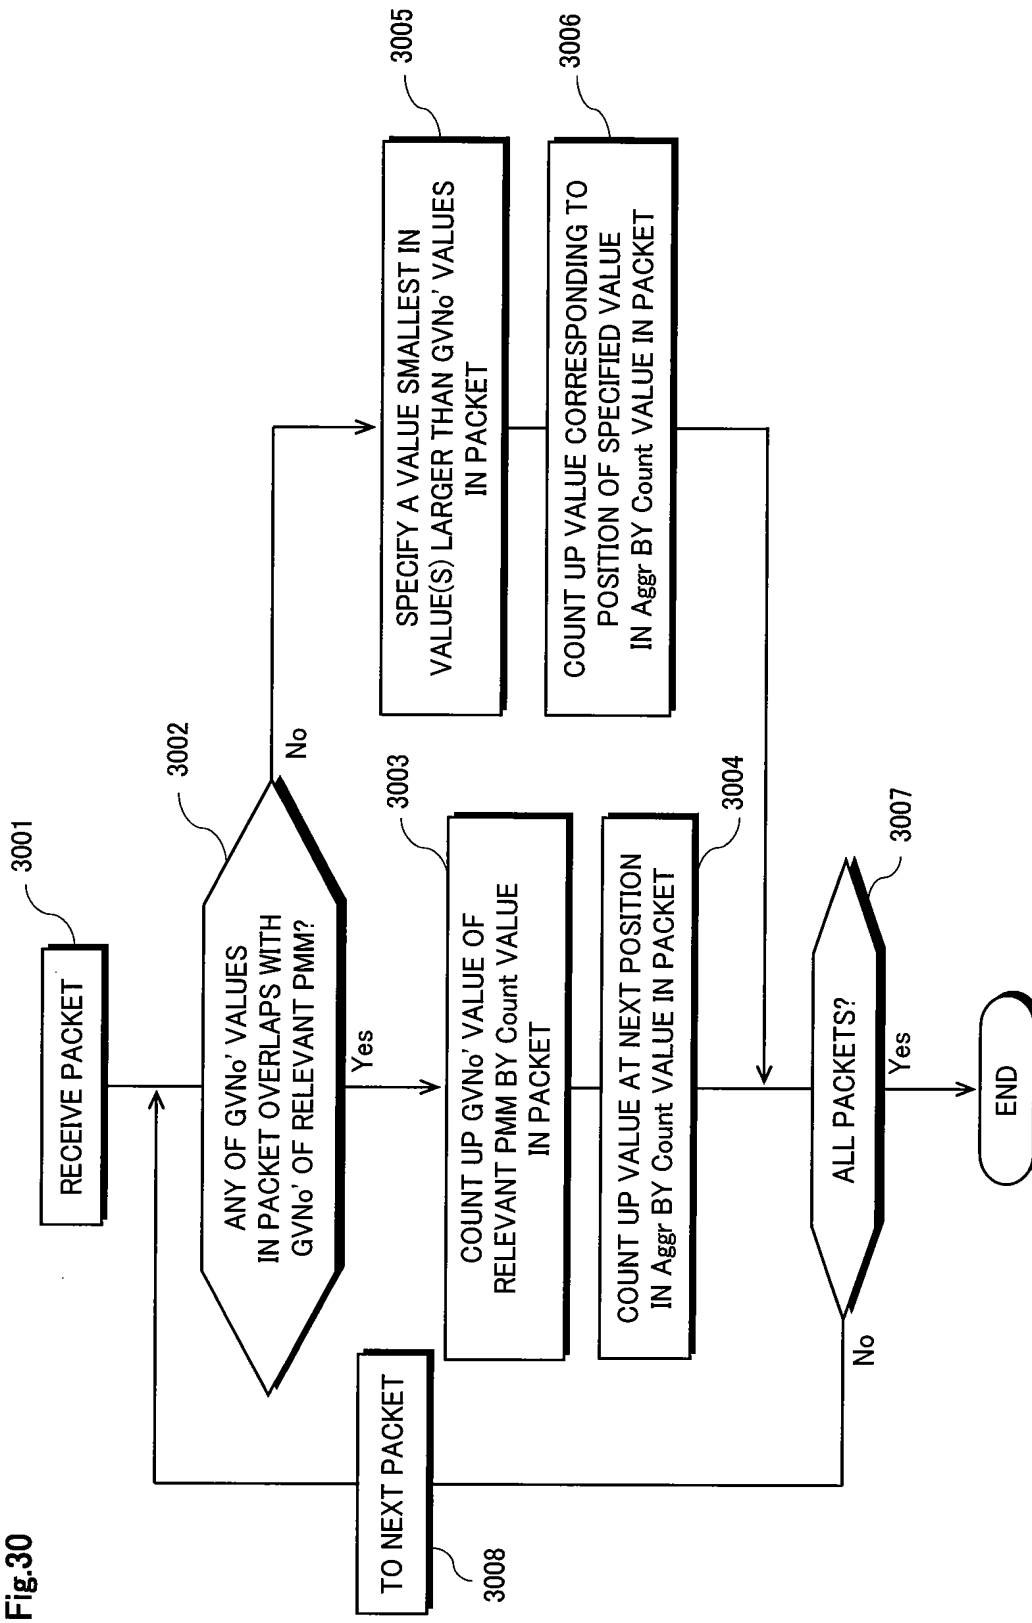 Fig.30
RECEIVE PACKET
3001
ANY OF GVNo' VALUES
IN PACKET OVERLAPS WITH
GVNo' OF RELEVANT PMM?
3002
No
Yes
COUNT UP GVNo' VALUE OF
RELEVANT PMM BY Count VALUE
IN PACKET
3003
COUNT UP VALUE AT NEXT POSITION
IN Aggr BY Count VALUE IN PACKET
3004
SPECIFY A VALUE SMALLEST IN
VALUE(S) LARGER THAN GVNo' VALUES
IN PACKET
3005
COUNT UP VALUE CORRESPONDING TO
POSITION OF SPECIFIED VALUE
IN Aggr BY Count VALUE IN PACKET
3006
ALL PACKETS?
3007
No
Yes
TO NEXT PACKET
3008
END